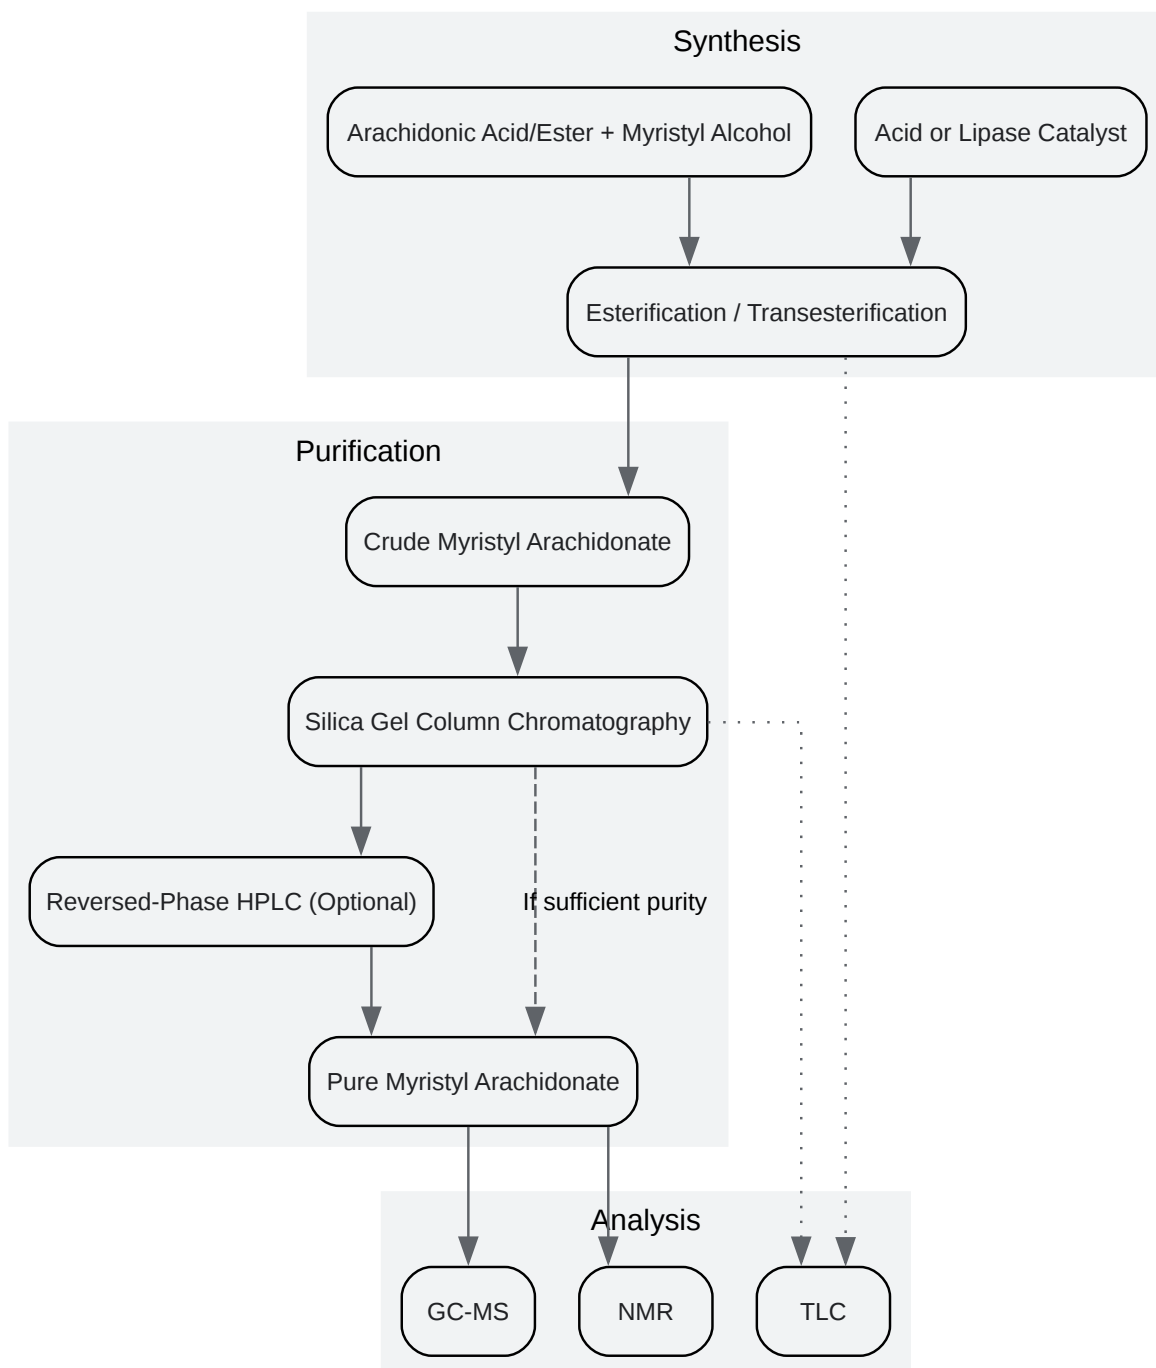 Synthesis
Arachidonic Acid/Ester + Myristyl Alcohol
Acid or Lipase Catalyst
Esterification / Transesterification
Purification
Crude Myristyl Arachidonate
Silica Gel Column Chromatography
Reversed-Phase HPLC (Optional)
If sufficient purity
Pure Myristyl Arachidonate
Analysis
GC-MS
NMR
TLC